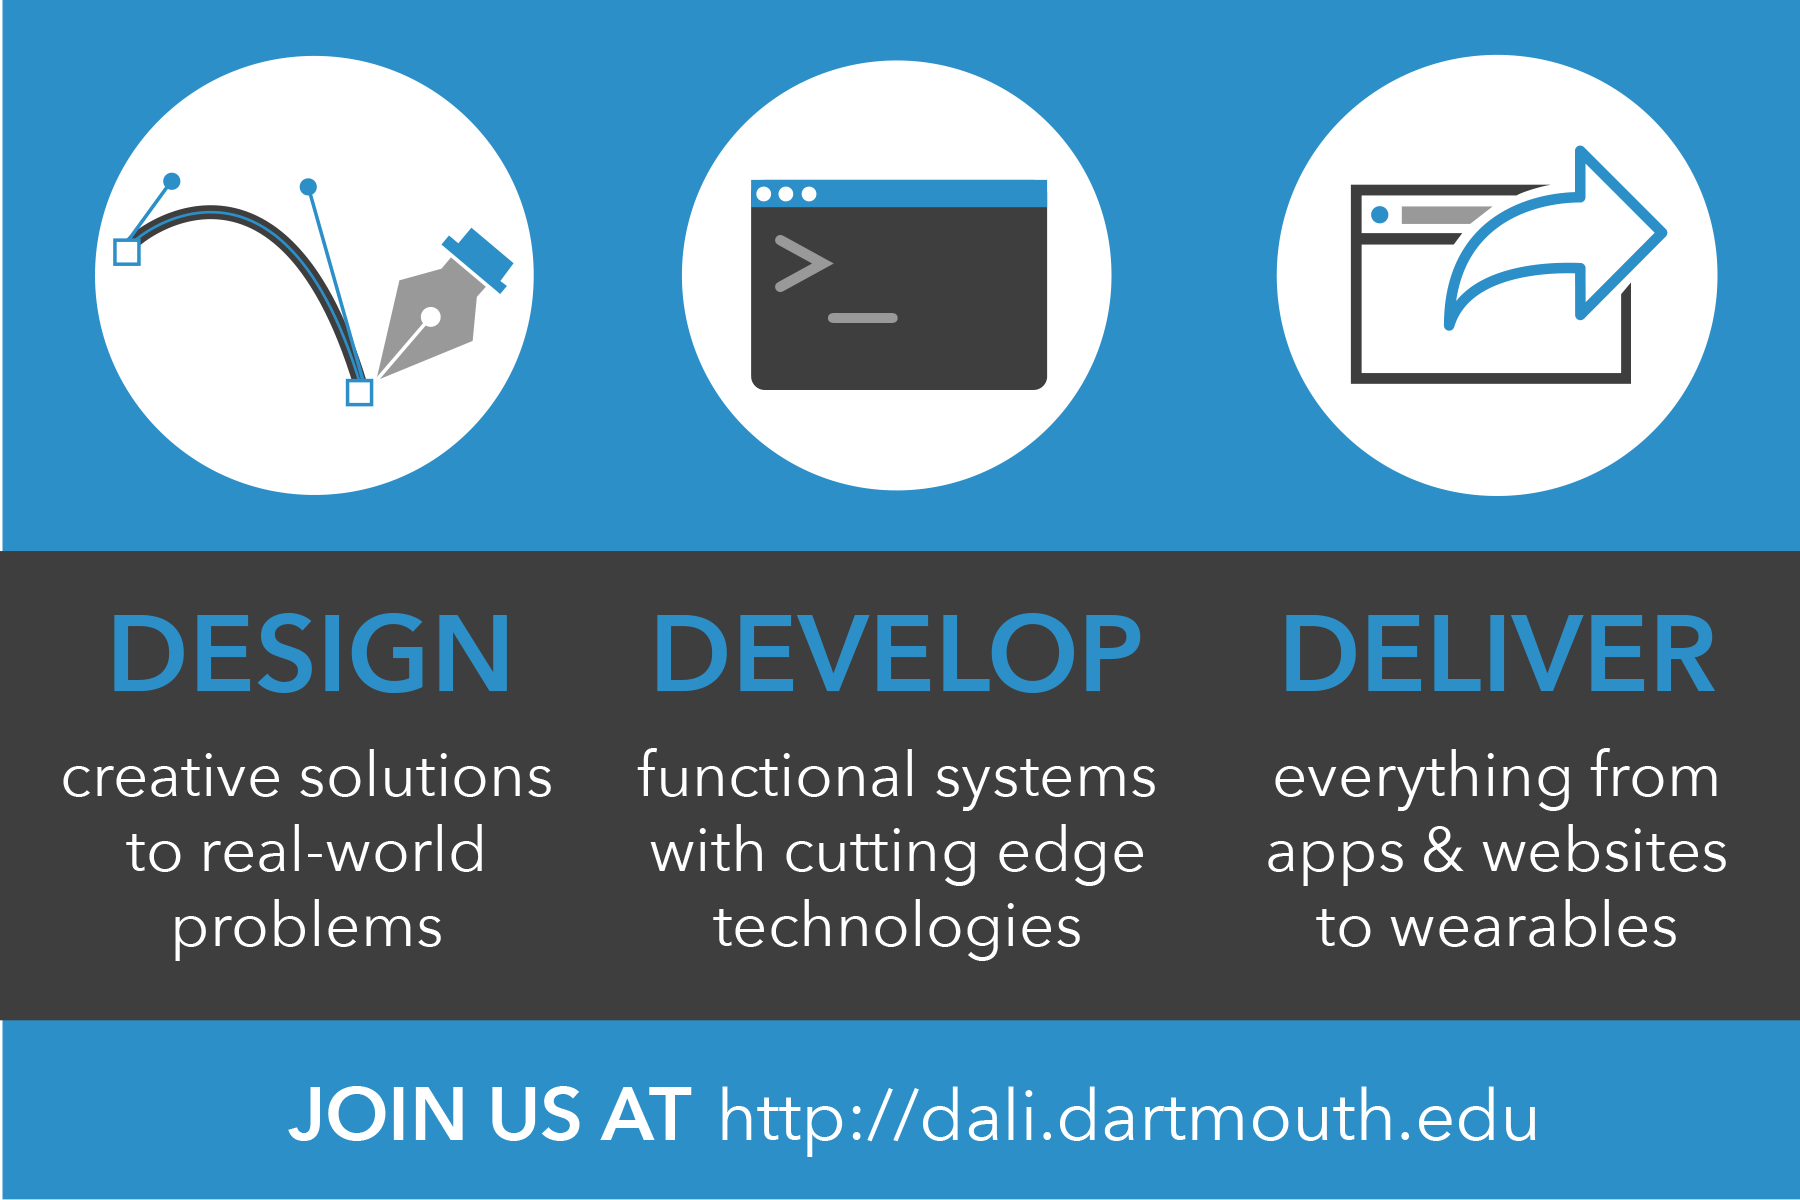 DESIGN
creative solutions
to real-world
problems
DEVELOP
functional systems
with cutting edge
technologies
DELIVER
everything from
apps & websites
to wearables
JOIN US AT http://dali.dartmouth.edu